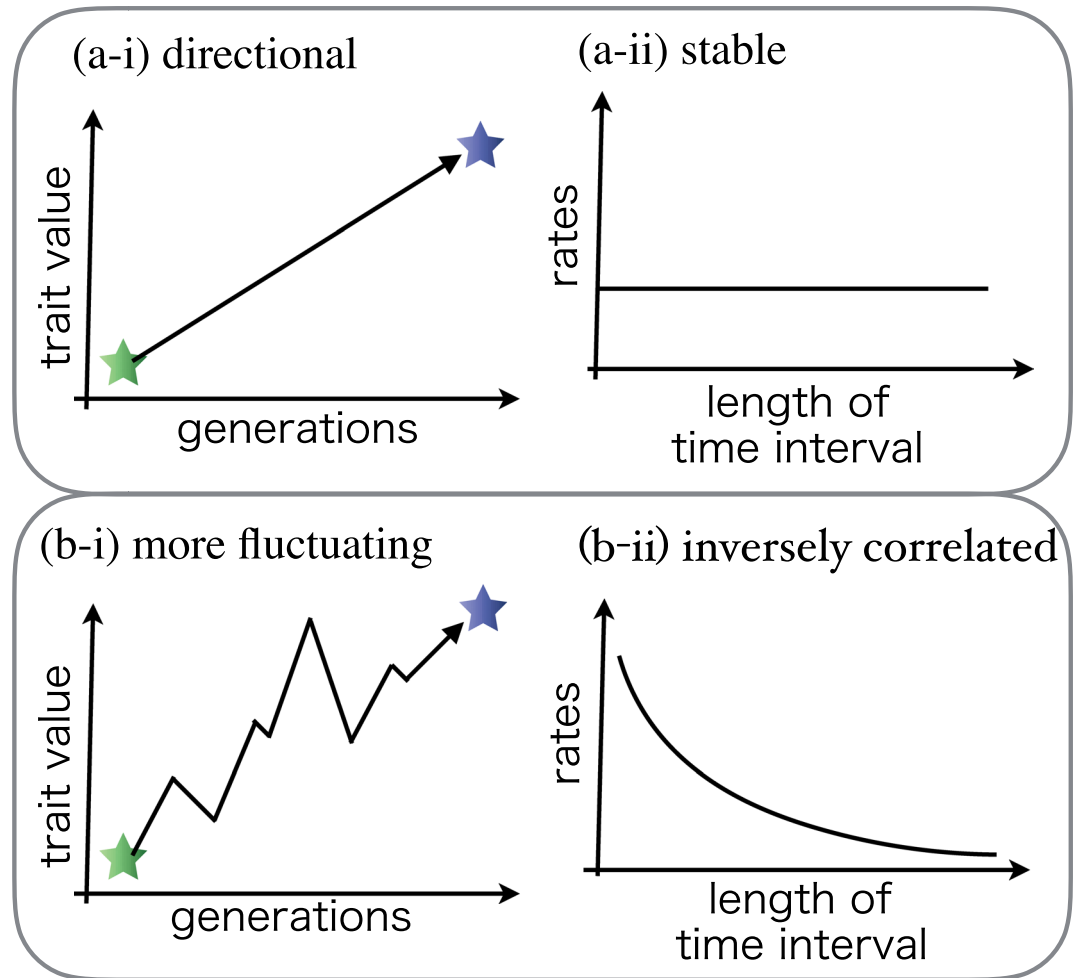 (a-i) directional
trait value
generations
(a-ii) stable
rates
length of
time interval
(b-i) more fluctuating
trait value
generations
(b-ii) inversely correlated
rates
length of
time interval